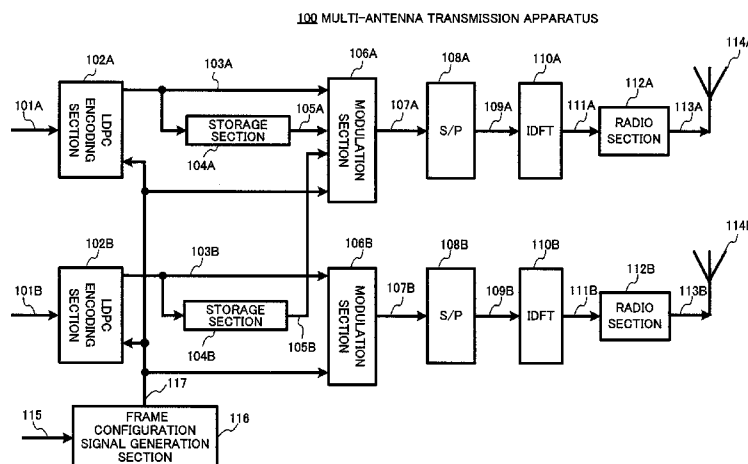 100 MULTI-ANTENNA TRANSMISSION APPARATUS
114A
106A
108A
110A
102A
103A
112A
101A
LDPC
ENCODING
SECTION
105A
STORAGE
SECTION
104A
MODULATION
SECTION
107A
S/P
109A
IDFT
111A
RADIO
SECTION
113A
114B
106B
108B
110B
102B
103B
112B
101B
LDPC
ENCODING
SECTION
STORAGE
SECTION
104B
105B
MODULATION
SECTION
107B
S/P
109B
IDFT
111B
RADIO
SECTION
113B
117
115
FRAME
CONFIGURATION
SIGNAL GENERATION
SECTION
116